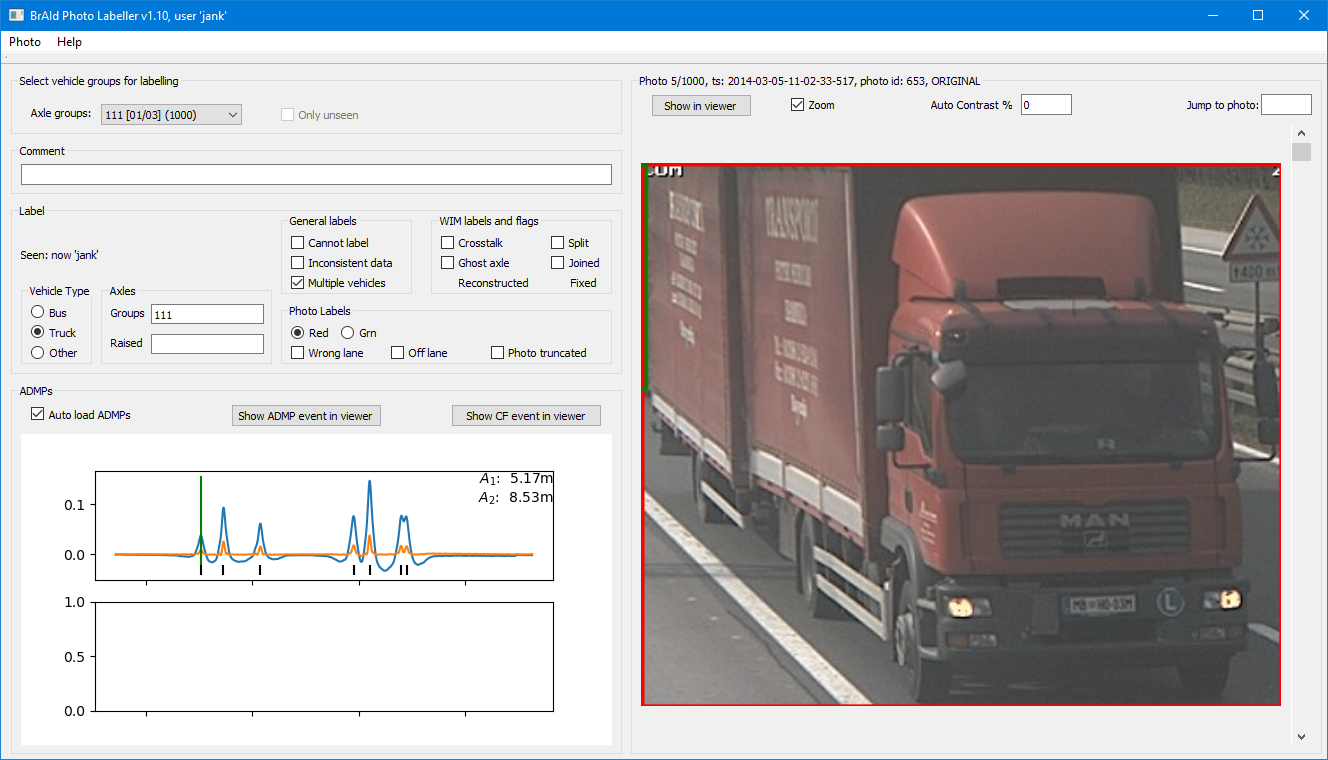 BrAId Photo Labeller v1.10, user 'jank'
Photo Help
Select vehicle groups for labelling
Axle groups: 111 [01/03] (1000) Only unseen
Comment
Label
Seen: now 'jank'
Vehicle Type
Bus
Truck
Other
Axles
Groups 111
Raised
General labels
Cannot label
Inconsistent data
Multiple vehicles
WIM labels and flags
Crosstalk Split
Ghost axle Joined
Reconstructed Fixed
Photo Labels
Red Grn
Wrong lane Off lane Photo truncated
ADMPs
Auto load ADMPs Show ADMP event in viewer Show CF event in viewer
A1: 5.17m
A2: 8.53m
0.1
0.0
1.0
0.5
0.0
Photo 5/1000, ts: 2014-03-05-11-02-33-517, photo id: 653, ORIGINAL
Show in viewer Zoom Auto Contrast % 0 Jump to photo:
TRANSPORT
TRANSPORT
400 m
MAN
L